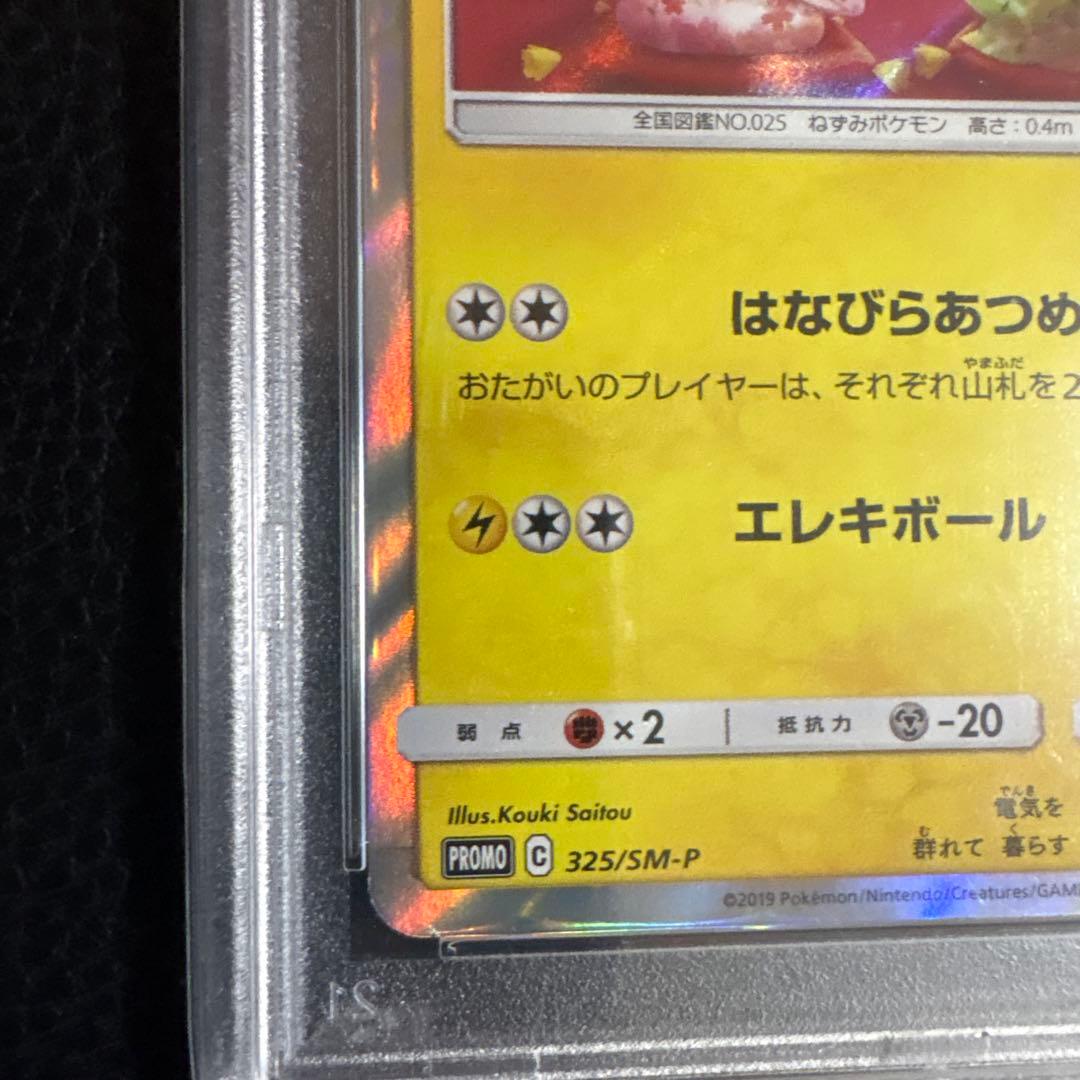 全国図鑑NO.025 ねずみポケモン 高さ:0.4m
はなびらあつめ
やまふだ
おたがいのプレイヤーは、それぞれ山札を2
エレキボール
弱点 ×2 抵抗力 -20
Illus.Kouki Saitou
でんき
電気を
PROMO C 325/SM-P
む く
群れて 暮らす
©2019 Pokémon/Nintendo/Creatures/GAM
21